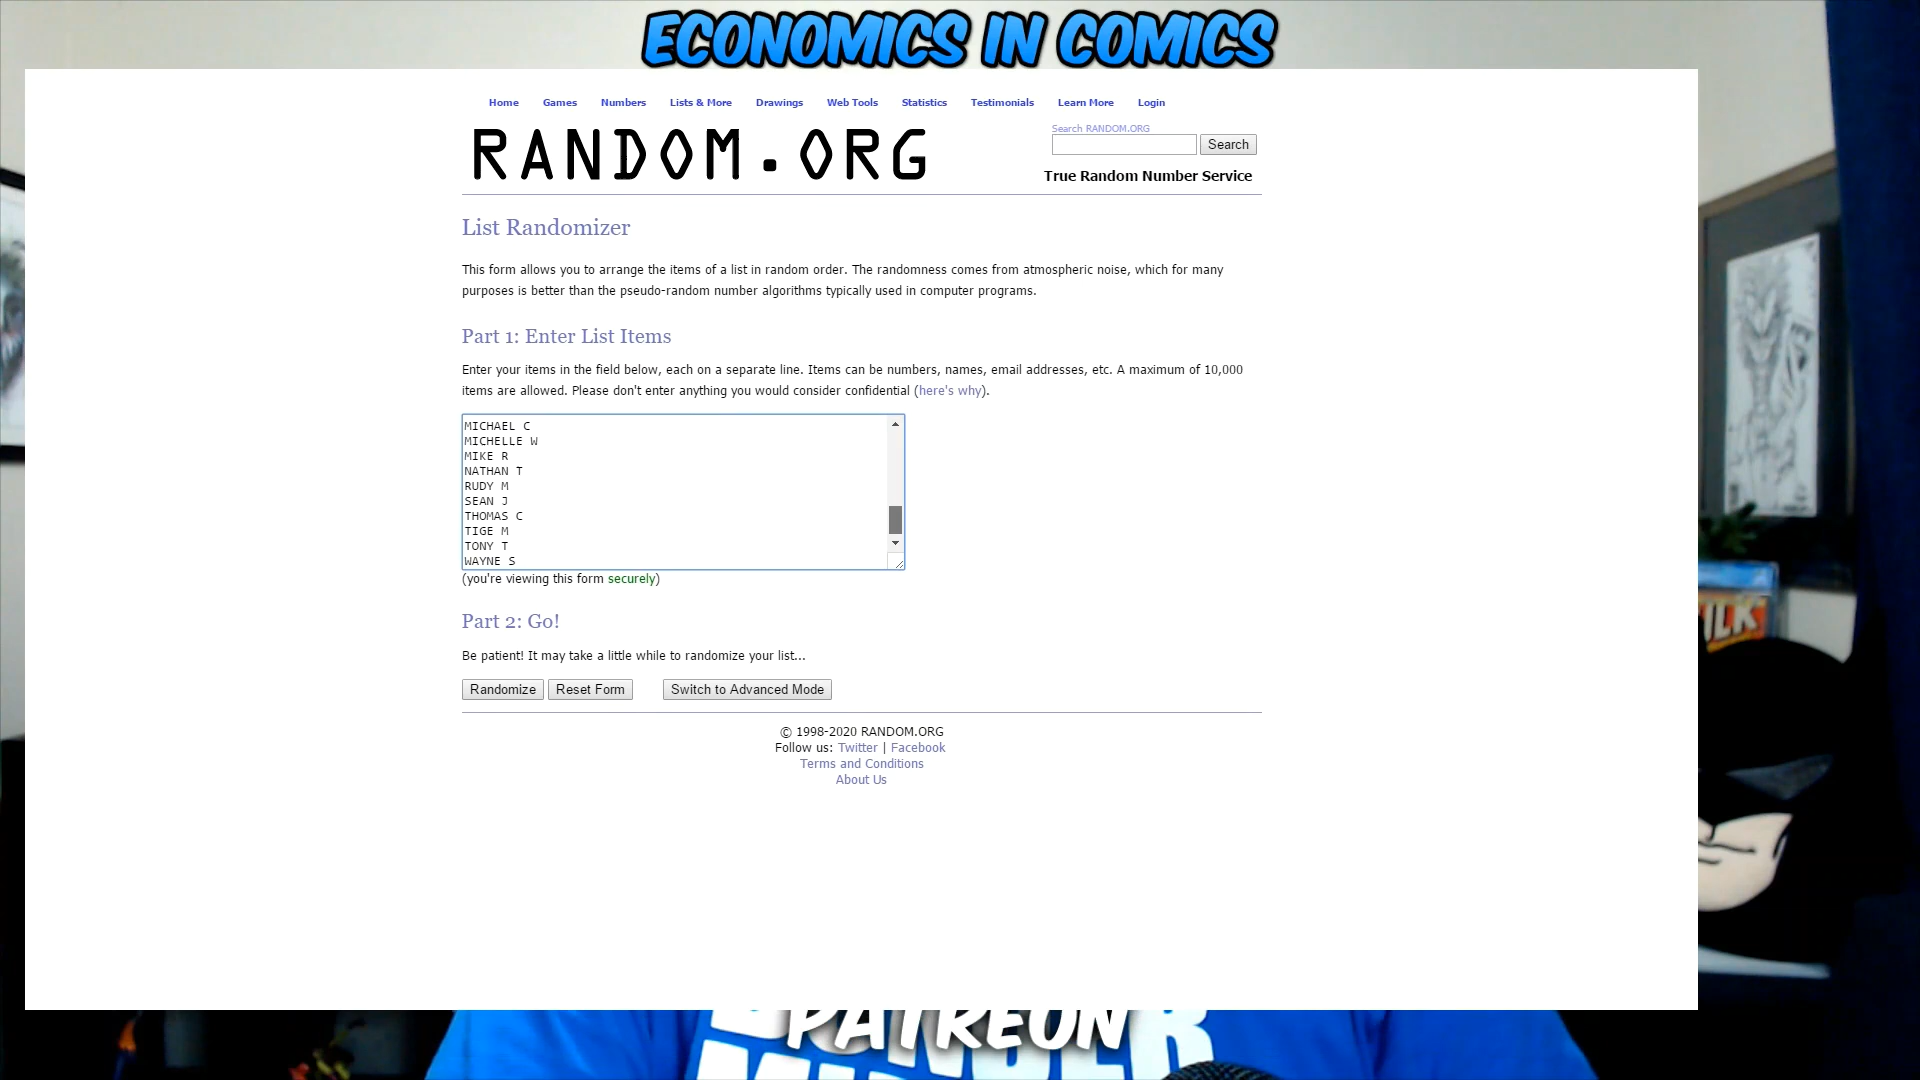 ECONOMICS IN COMICS
Home Games Numbers Lists & More Drawings Web Tools Statistics Testimonials Learn More Login
RANDOM.ORG
Search RANDOM.ORG
Search
True Random Number Service
List Randomizer
This form allows you to arrange the items of a list in random order. The randomness comes from atmospheric noise, which for many
purposes is better than the pseudo-random number algorithms typically used in computer programs.
Part 1: Enter List Items
Enter your items in the field below, each on a separate line. Items can be numbers, names, email addresses, etc. A maximum of 10,000
items are allowed. Please don't enter anything you would consider confidential (here's why).
MICHAEL C
MICHELLE W
MIKE R
NATHAN T
RUDY M
SEAN J
THOMAS C
TIGE M
TONY T
WAYNE S
(you're viewing this form securely)
Part 2: Go!
Be patient! It may take a little while to randomize your list...
Randomize Reset Form Switch to Advanced Mode
© 1998-2020 RANDOM.ORG
Follow us: Twitter | Facebook
Terms and Conditions
About Us
PATREON